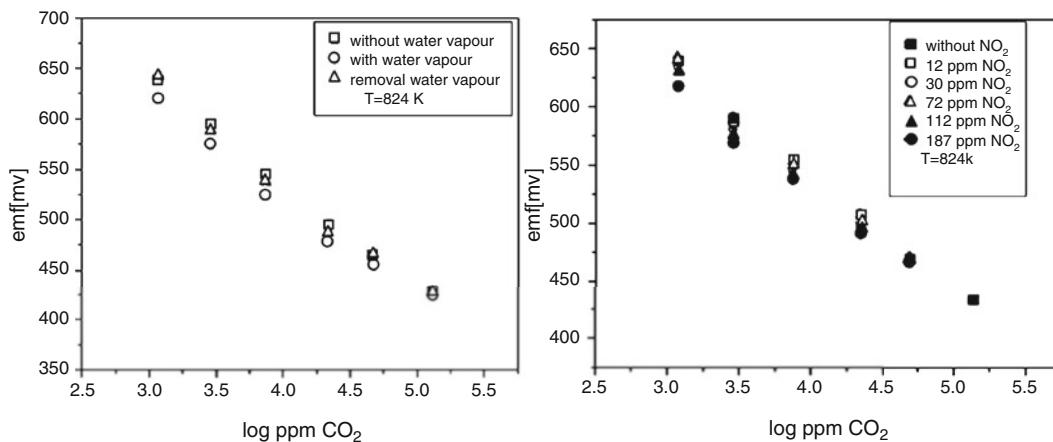 700
650
600
550
500
450
400
350
emf[mv]
without water vapour
with water vapour
removal water vapour
T=824 K
2.5 3.0 3.5 4.0 4.5 5.0 5.5
log ppm CO2
650
600
550
500
450
400
emf[mv]
without NO2
12 ppm NO2
30 ppm NO2
72 ppm NO2
112 ppm NO2
187 ppm NO2
T=824k
2.5 3.0 3.5 4.0 4.5 5.0 5.5
log ppm CO2